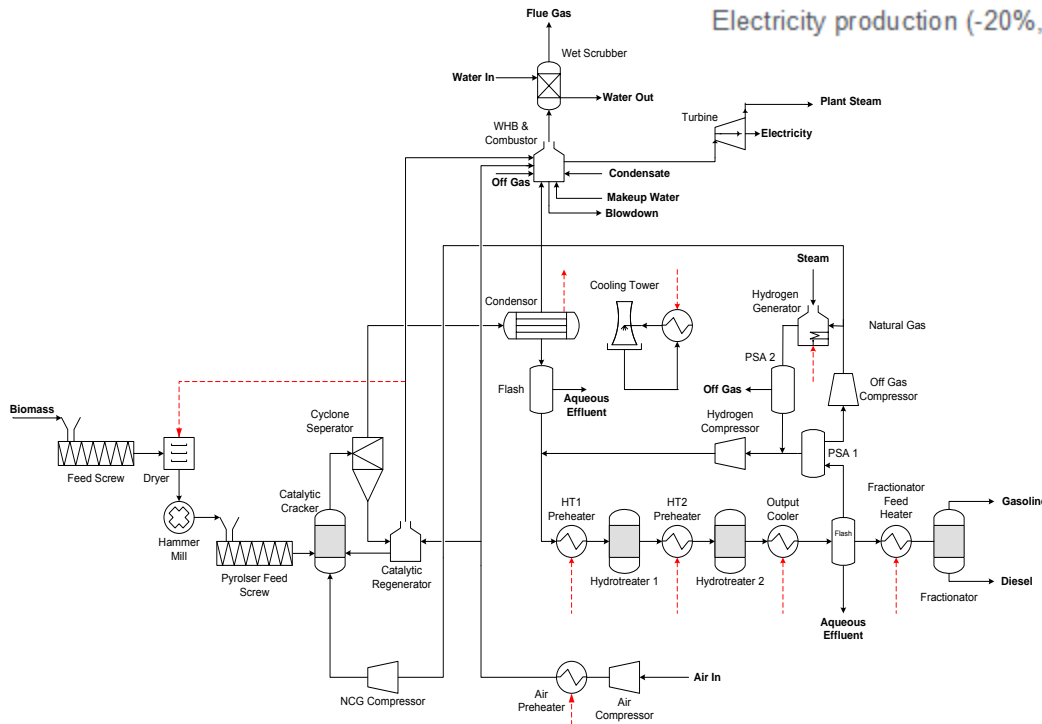 Electricity production (-20%,
Flue Gas
Wet Scrubber
Water In
Water Out
Plant Steam
Turbine
Electricity
WHB &
Combustor
Off Gas
Condensate
Makeup Water
Blowdown
Steam
Condensor
Cooling Tower
Hydrogen
Generator
Natural Gas
PSA 2
Flash
Off Gas
Off Gas
Compressor
Aqueous
Effluent
Biomass
Cyclone
Seperator
Hydrogen
Compressor
PSA 1
Feed Screw
Dryer
Catalytic
Cracker
HT1
Preheater
HT2
Preheater
Output
Cooler
Fractionator
Feed
Heater
Gasoline
Flash
Hammer
Mill
Pyrolser Feed
Screw
Catalytic
Regenerator
Hydrotreater 1
Hydrotreater 2
Diesel
Fractionator
Aqueous
Effluent
NCG Compressor
Air
Preheater
Air
Compressor
Air In